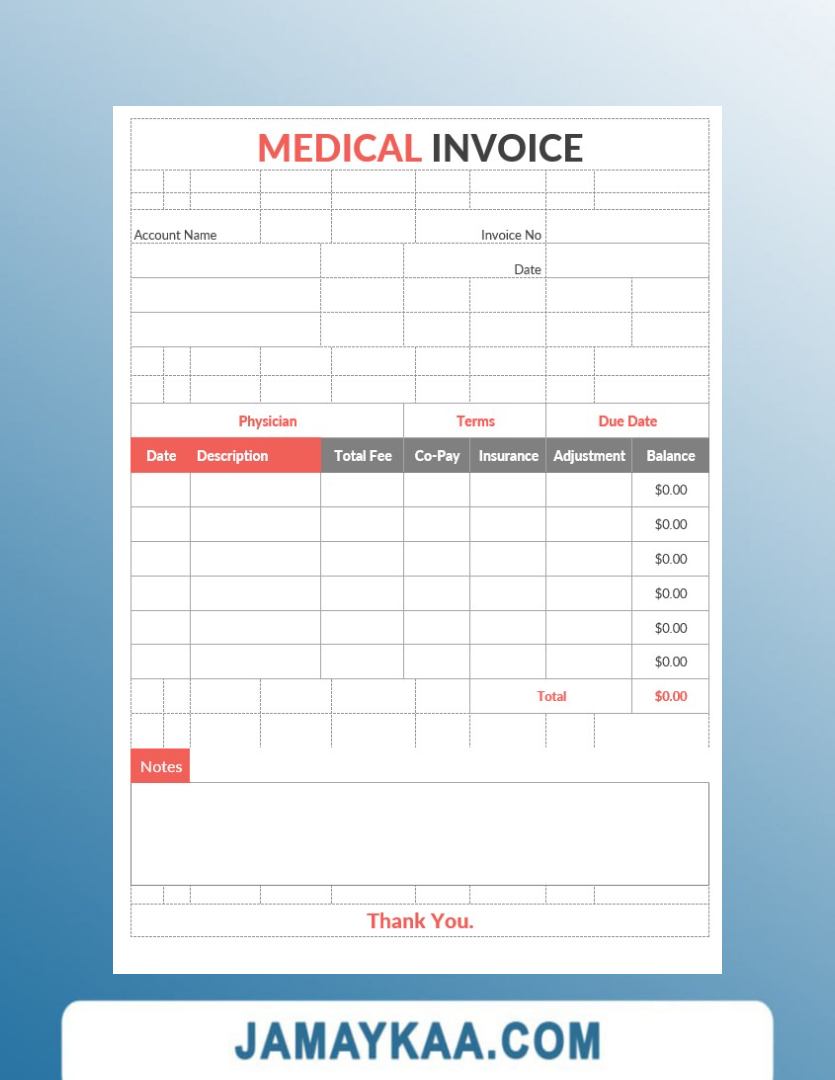 MEDICAL INVOICE
Account Name Invoice No
Date
Physician Terms Due Date
Date Description Total Fee Co-Pay Insurance Adjustment Balance
$0.00
$0.00
$0.00
$0.00
$0.00
$0.00
Total $0.00
Notes
Thank You.
JAMAYKAA.COM